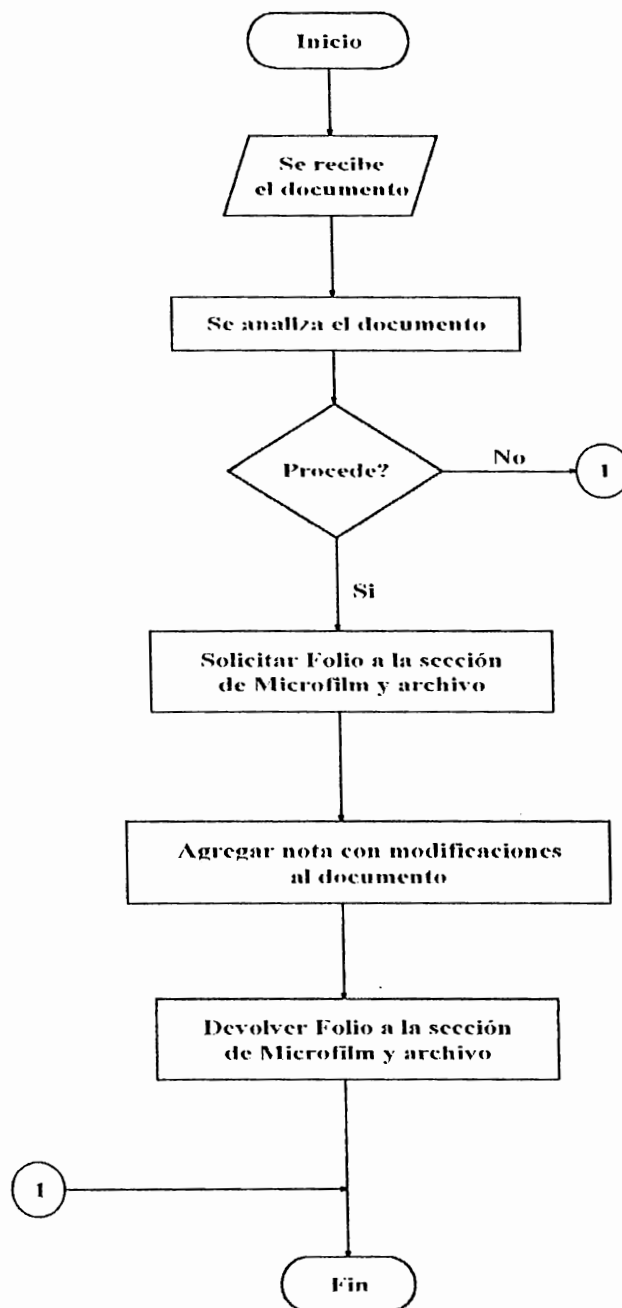 Inicio
Se recibe
el documento
Se analiza el documento
Procede?
No
1
Si
Solicitar Folio a la sección
de Microfilm y archivo
Agregar nota con modificaciones
al documento
Devolver Folio a la sección
de Microfilm y archivo
1
Fin